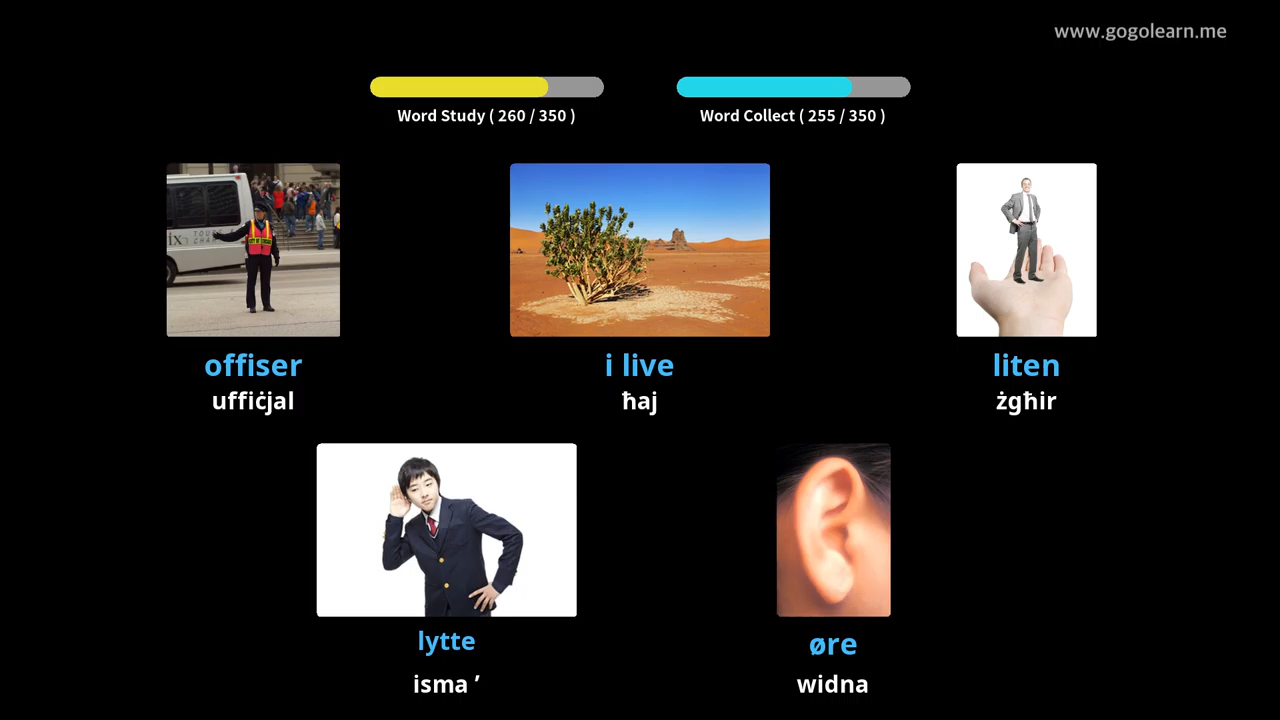 www.gogolearn.me
Word Study ( 260 / 350 )
Word Collect ( 255 / 350 )
offiser
uffiċjal
i live
ħaj
liten
żgħir
lytte
isma ’
øre
widna